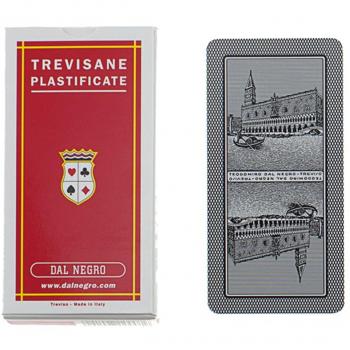 TREVISANE
PLASTIFICATE
DAL NEGRO
www.dalnegro.com
Treviso - Made in Italy
TEODOMIRO DAL NEGRO-TREVISO
TEODOMIRO DAL NEGRO-TREVISO